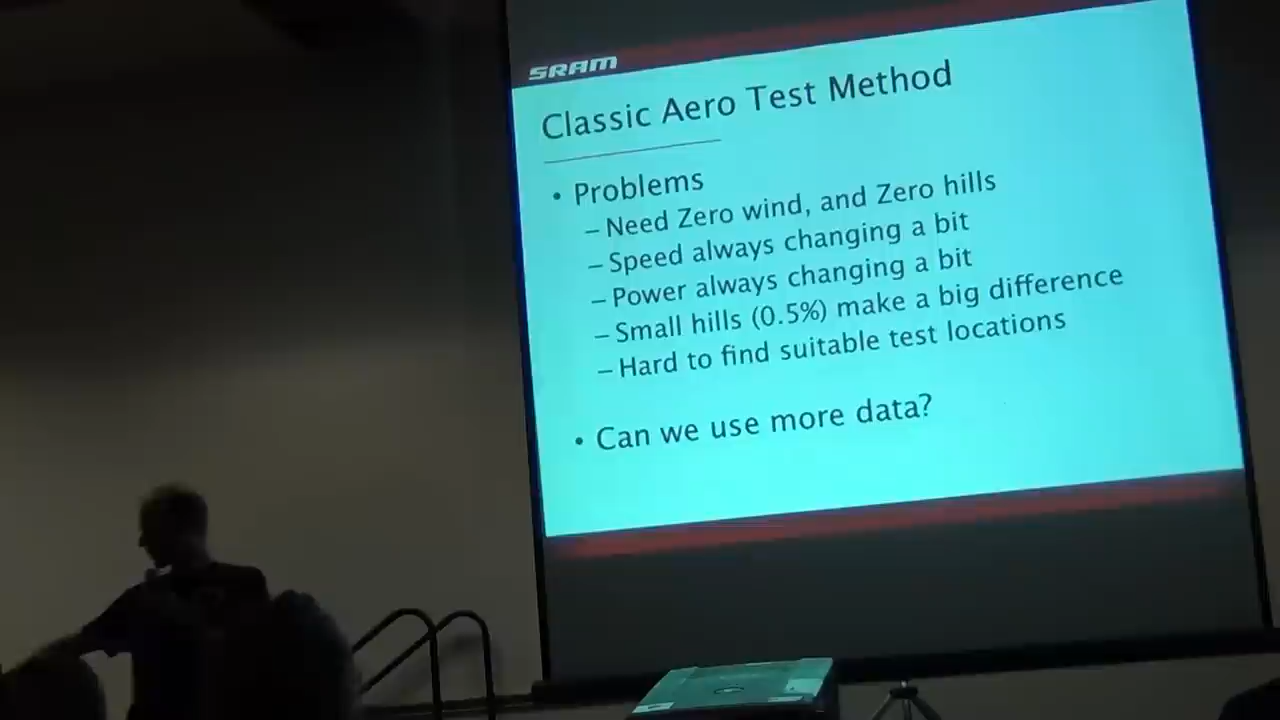 SRAM
Classic Aero Test Method
• Problems
– Need Zero wind, and Zero hills
– Speed always changing a bit
– Power always changing a bit
– Small hills (0.5%) make a big difference
– Hard to find suitable test locations
• Can we use more data?